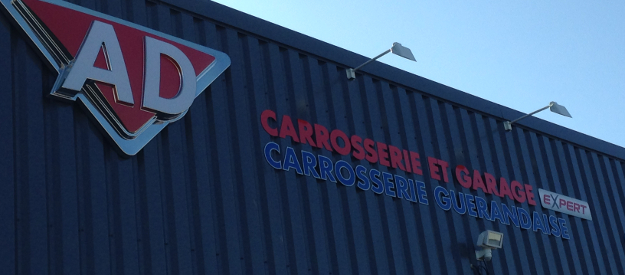 AD
CARROSSERIE ET GARAGE EXPERT
CARROSSERIE GUERANDAISE